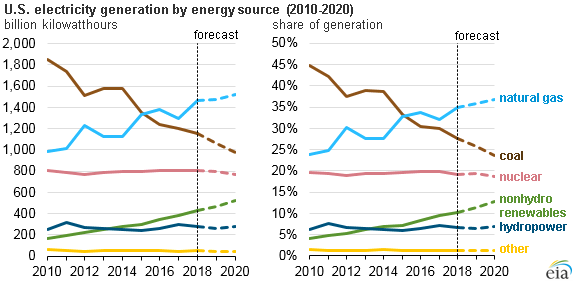 U.S. electricity generation by energy source (2010-2020)
billion kilowatthours
share of generation
forecast
forecast
2,000
1,800
1,600
1,400
1,200
1,000
800
600
400
200
0
2010 2012 2014 2016 2018 2020
50%
45%
40%
35%
30%
25%
20%
15%
10%
5%
0%
2010 2012 2014 2016 2018 2020
natural gas
coal
nuclear
nonhydro
renewables
hydropower
other
eia